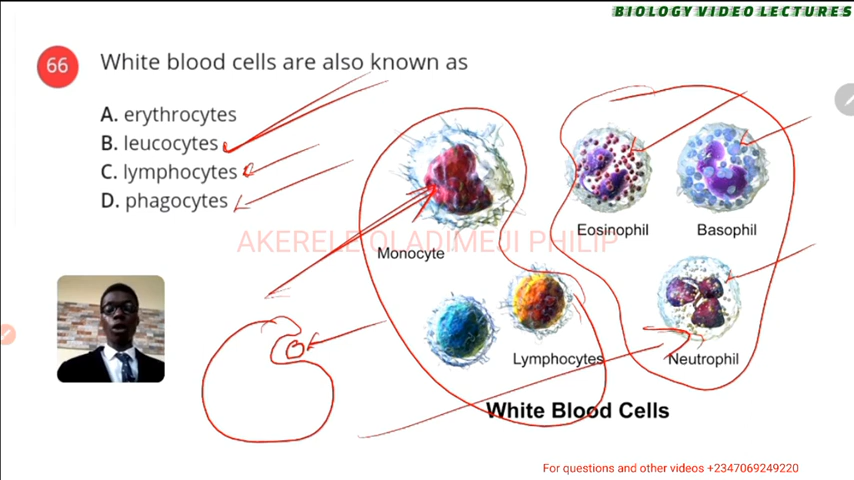 BIOLOGY VIDEO LECTURES
66 White blood cells are also known as
A. erythrocytes
B. leucocytes
C. lymphocytes
D. phagocytes
Eosinophil
Basophil
AKERELE OLADIMEJI PHILIP
Monocyte
Lymphocytes
Neutrophil
White Blood Cells
For questions and other videos +2347069249220